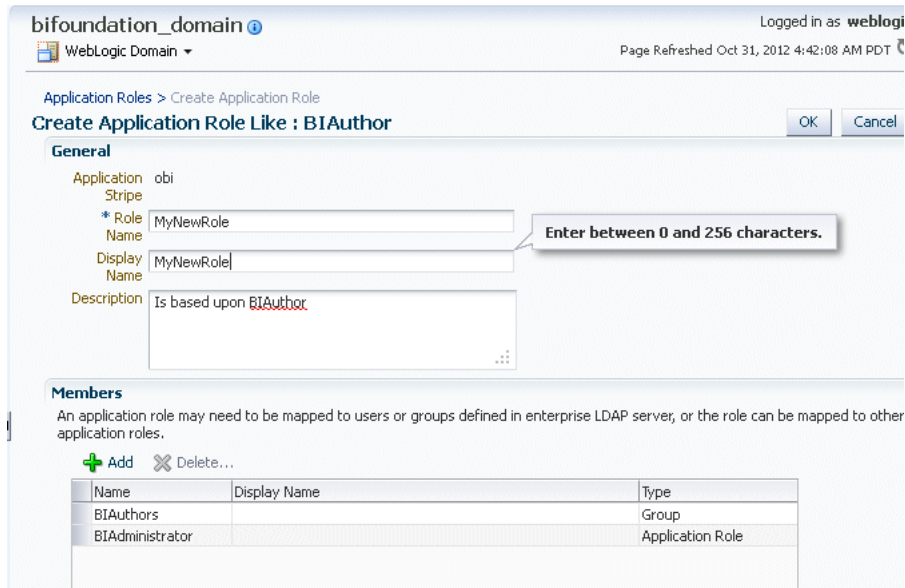 bifoundation_domain
Logged in as weblogi
WebLogic Domain
Page Refreshed Oct 31, 2012 4:42:08 AM PDT
Application Roles > Create Application Role
Create Application Role Like : BIAuthor
OK Cancel
General
Application Stripe obi
* Role Name MyNewRole
Enter between 0 and 256 characters.
Display Name MyNewRole
Description Is based upon BIAuthor
Members
An application role may need to be mapped to users or groups defined in enterprise LDAP server, or the role can be mapped to other
application roles.
Add Delete...
Name Display Name Type
BIAuthors Group
BIAdministrator Application Role